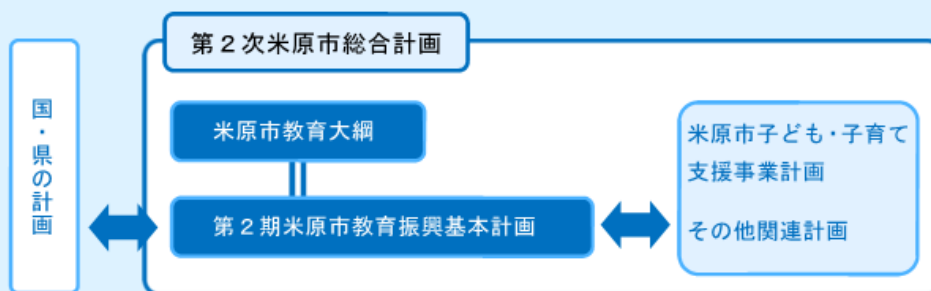 第2次米原市総合計画
国・県の計画
米原市教育大綱
第2期米原市教育振興基本計画
米原市子ども・子育て
支援事業計画
その他関連計画